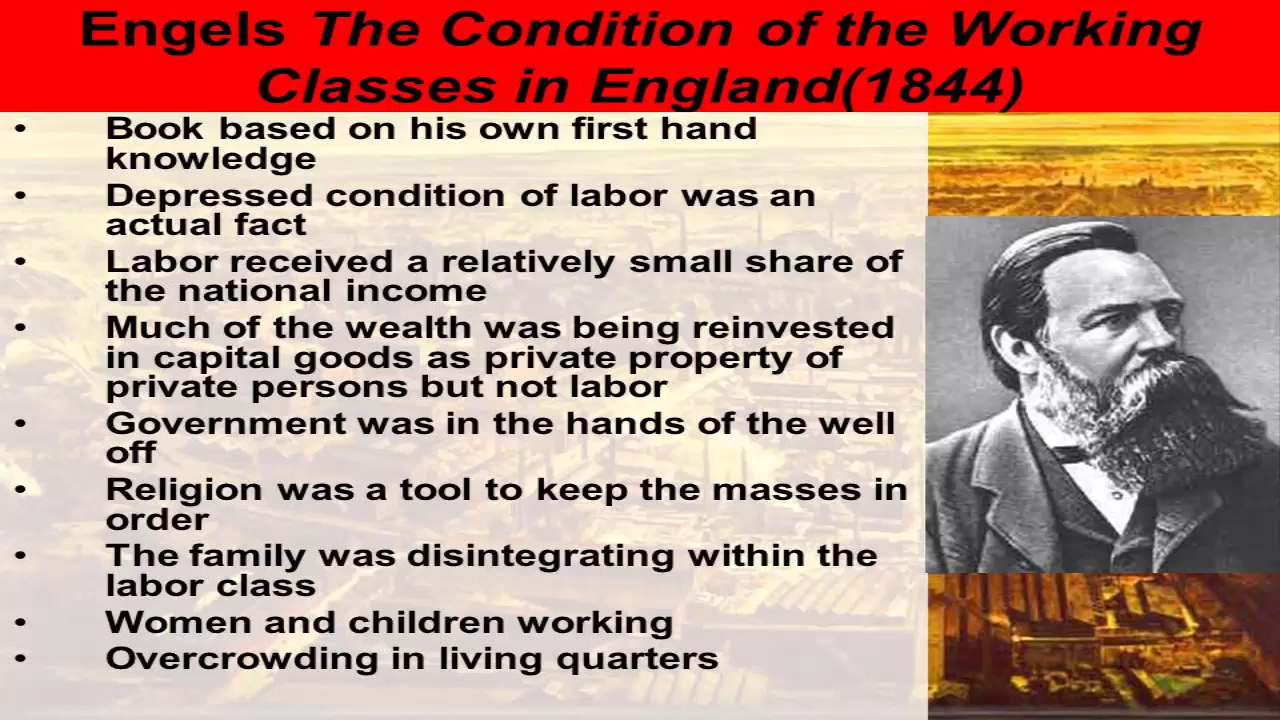 Engels The Condition of the Working
Classes in England(1844)
• Book based on his own first hand
knowledge
• Depressed condition of labor was an
actual fact
• Labor received a relatively small share of
the national income
• Much of the wealth was being reinvested
in capital goods as private property of
private persons but not labor
• Government was in the hands of the well
off
• Religion was a tool to keep the masses in
order
• The family was disintegrating within the
labor class
• Women and children working
• Overcrowding in living quarters